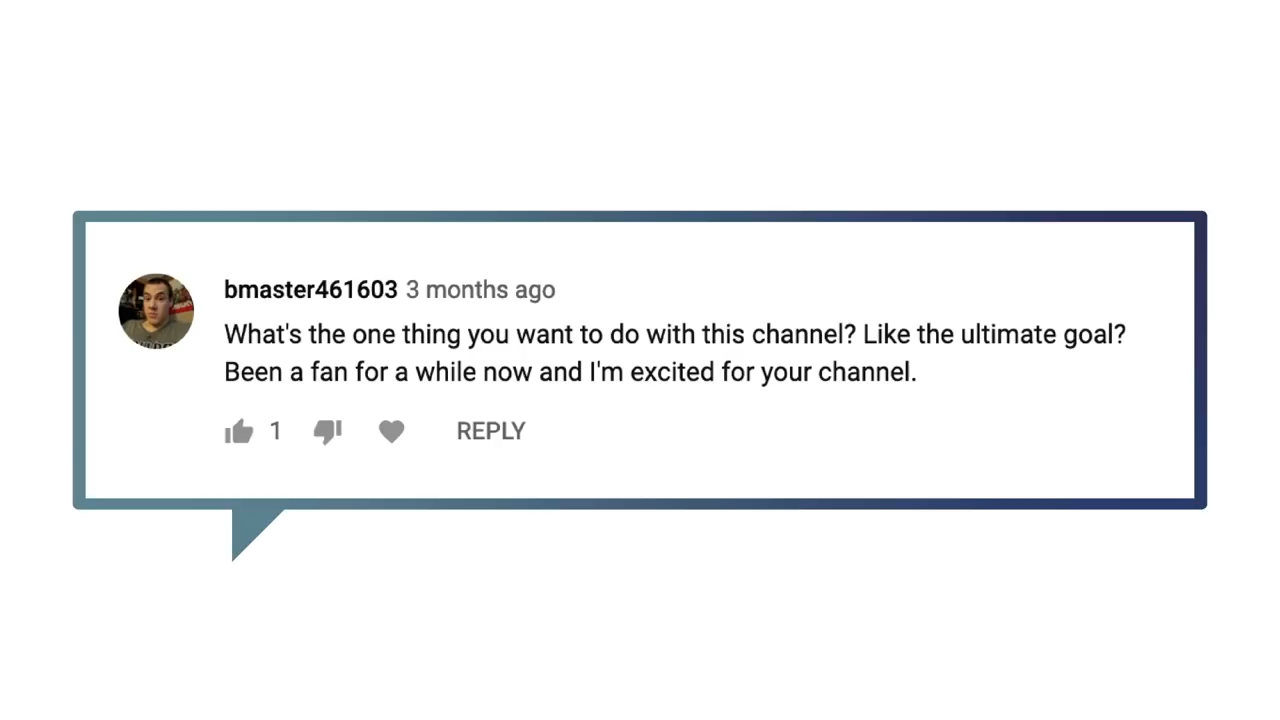 bmaster461603 3 months ago
What's the one thing you want to do with this channel? Like the ultimate goal?
Been a fan for a while now and I'm excited for your channel.
1 REPLY